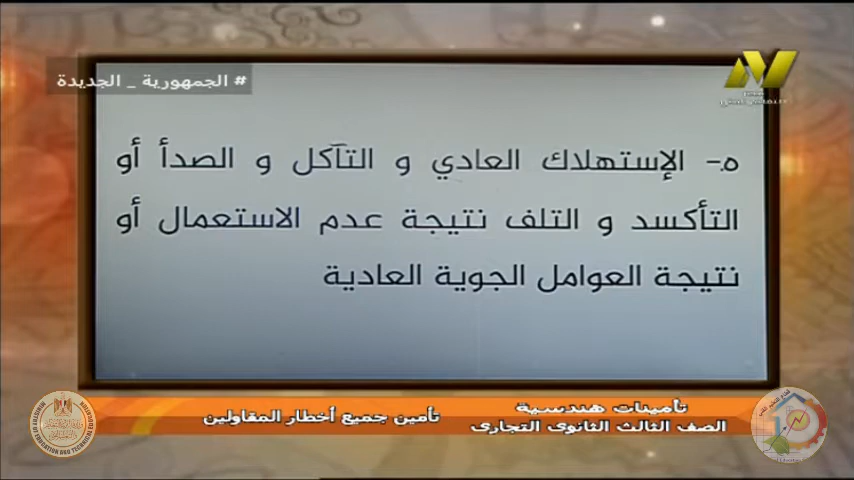 # الجمهورية _ الجديدة
٥- الإستهلاك العادي و التآكل و الصدأ أو
التأكسد و التلف نتيجة عدم الاستعمال أو
نتيجة العوامل الجوية العادية
تأمينات هندسية
الصف الثالث الثانوى التجارى
تأمين جميع أخطار المقاولين